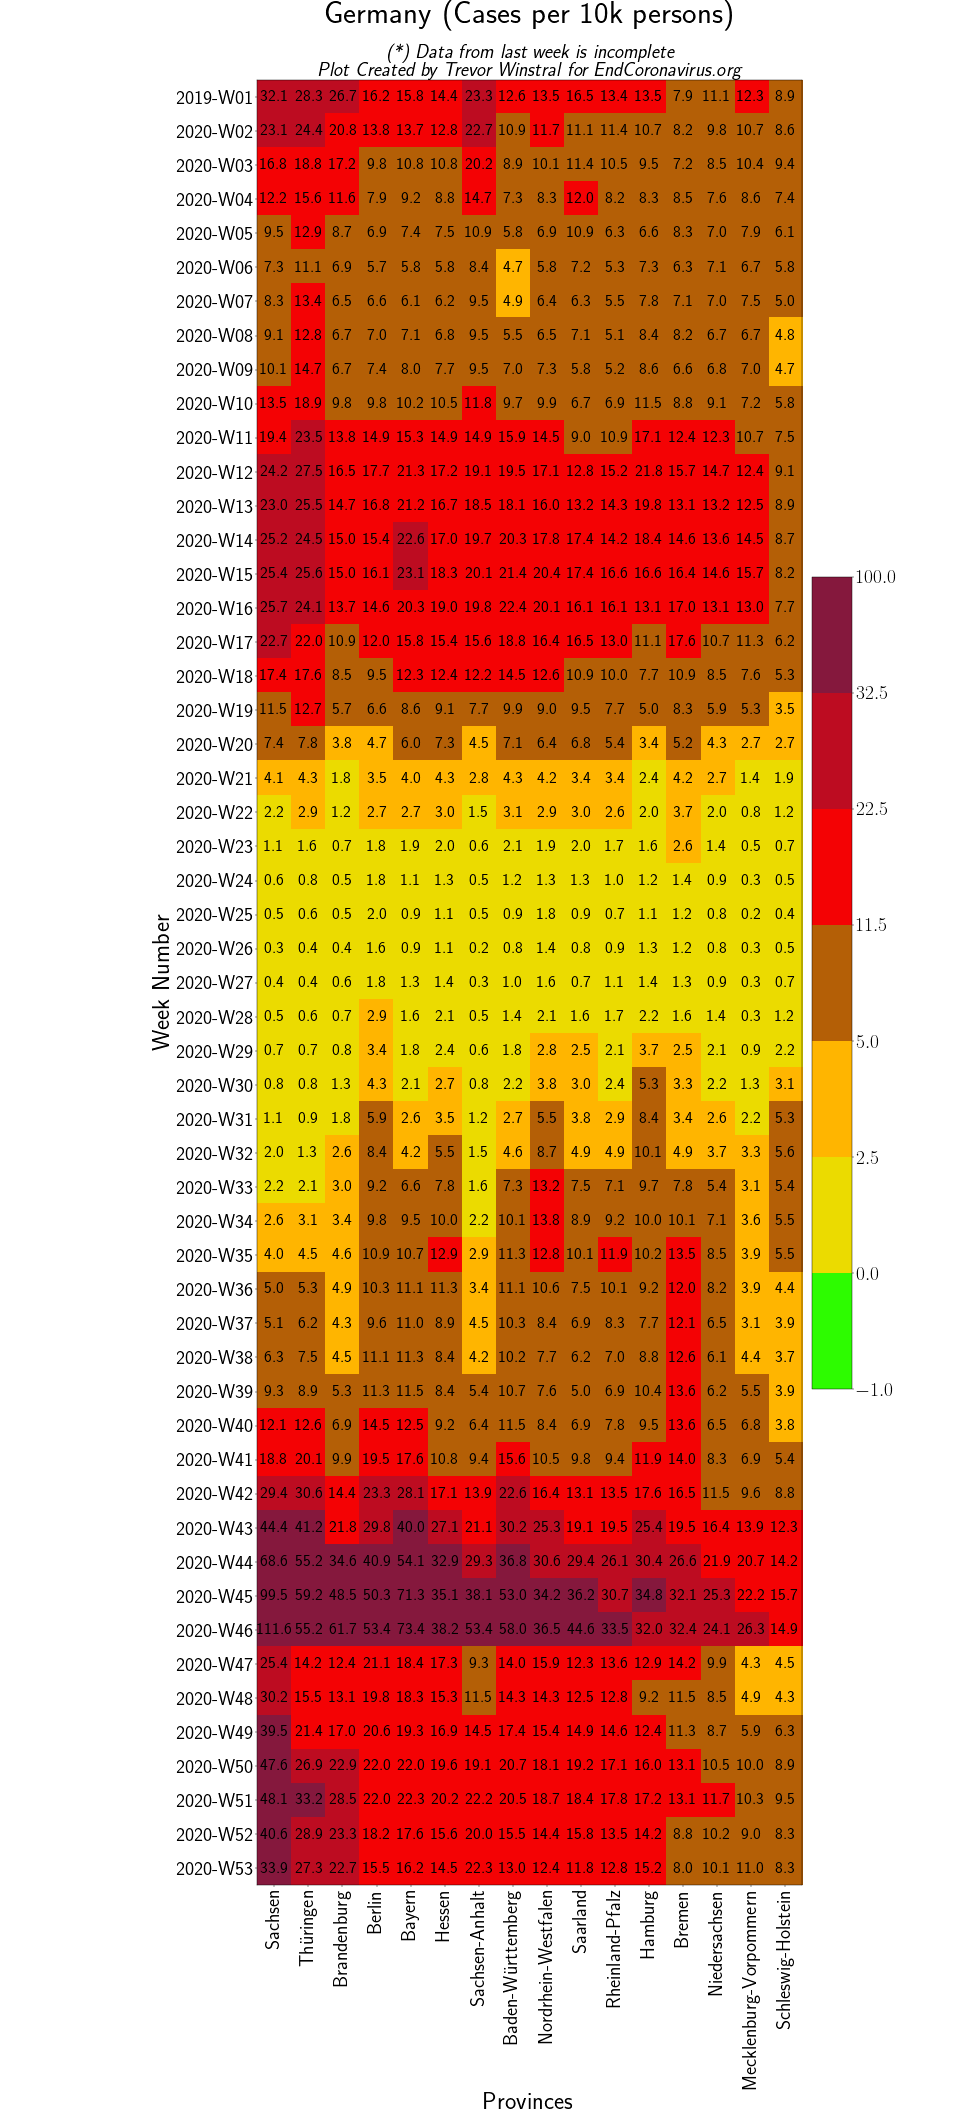 Germany (Cases per 10k persons)
(*) Data from last week is incomplete
Plot Created by Trevor Winstral for EndCoronavirus.org
2019-W01 32.1 28.3 26.7 16.2 15.8 14.4 23.3 12.6 13.5 16.5 13.4 13.5 7.9 11.1 12.3 8.9
2020-W02 23.1 24.4 20.8 13.8 13.7 12.8 22.7 10.9 11.7 11.1 11.4 10.7 8.2 9.8 10.7 8.6
2020-W03 16.8 18.8 17.2 9.8 10.8 10.8 20.2 8.9 10.1 11.4 10.5 9.5 7.2 8.5 10.4 9.4
2020-W04 12.2 15.6 11.6 7.9 9.2 8.8 14.7 7.3 8.3 12.0 8.2 8.3 8.5 7.6 8.6 7.4
2020-W05 9.5 12.9 8.7 6.9 7.4 7.5 10.9 5.8 6.9 10.9 6.3 6.6 8.3 7.0 7.9 6.1
2020-W06 7.3 11.1 6.9 5.7 5.8 5.8 8.4 4.7 5.8 7.2 5.3 7.3 6.3 7.1 6.7 5.8
2020-W07 8.3 13.4 6.5 6.6 6.1 6.2 9.5 4.9 6.4 6.3 5.5 7.8 7.1 7.0 7.5 5.0
2020-W08 9.1 12.8 6.7 7.0 7.1 6.8 9.5 5.5 6.5 7.1 5.1 8.4 8.2 6.7 6.7 4.8
2020-W09 10.1 14.7 6.7 7.4 8.0 7.7 9.5 7.0 7.3 5.8 5.2 8.6 6.6 6.8 7.0 4.7
2020-W10 13.5 18.9 9.8 9.8 10.2 10.5 11.8 9.7 9.9 6.7 6.9 11.5 8.8 9.1 7.2 5.8
2020-W11 19.4 23.5 13.8 14.9 15.3 14.9 14.9 15.9 14.5 9.0 10.9 17.1 12.4 12.3 10.7 7.5
2020-W12 24.2 27.5 16.5 17.7 21.3 17.2 19.1 19.5 17.1 12.8 15.2 21.8 15.7 14.7 12.4 9.1
2020-W13 23.0 25.5 14.7 16.8 21.2 16.7 18.5 18.1 16.0 13.2 14.3 19.8 13.1 13.2 12.5 8.9
2020-W14 25.2 24.5 15.0 15.4 22.6 17.0 19.7 20.3 17.8 17.4 14.2 18.4 14.6 13.6 14.5 8.7
2020-W15 25.4 25.6 15.0 16.1 23.1 18.3 20.1 21.4 20.4 17.4 16.6 16.6 16.4 14.6 15.7 8.2
2020-W16 25.7 24.1 13.7 14.6 20.3 19.0 19.8 22.4 20.1 16.1 16.1 13.1 17.0 13.1 13.0 7.7
2020-W17 22.7 22.0 10.9 12.0 15.8 15.4 15.6 18.8 16.4 16.5 13.0 11.1 17.6 10.7 11.3 6.2
2020-W18 17.4 17.6 8.5 9.5 12.3 12.4 12.2 14.5 12.6 10.9 10.0 7.7 10.9 8.5 7.6 5.3
2020-W19 11.5 12.7 5.7 6.6 8.6 9.1 7.7 9.9 9.0 9.5 7.7 5.0 8.3 5.9 5.3 3.5
2020-W20 7.4 7.8 3.8 4.7 6.0 7.3 4.5 7.1 6.4 6.8 5.4 3.4 5.2 4.3 2.7 2.7
2020-W21 4.1 4.3 1.8 3.5 4.0 4.3 2.8 4.3 4.2 3.4 3.4 2.4 4.2 2.7 1.4 1.9
2020-W22 2.2 2.9 1.2 2.7 2.7 3.0 1.5 3.1 2.9 3.0 2.6 2.0 3.7 2.0 0.8 1.2
2020-W23 1.1 1.6 0.7 1.8 1.9 2.0 0.6 2.1 1.9 2.0 1.7 1.6 2.6 1.4 0.5 0.7
2020-W24 0.6 0.8 0.5 1.8 1.1 1.3 0.5 1.2 1.3 1.3 1.0 1.2 1.4 0.9 0.3 0.5
2020-W25 0.5 0.6 0.5 2.0 0.9 1.1 0.5 0.9 1.8 0.9 0.7 1.1 1.2 0.8 0.2 0.4
2020-W26 0.3 0.4 0.4 1.6 0.9 1.1 0.2 0.8 1.4 0.8 0.9 1.3 1.2 0.8 0.3 0.5
2020-W27 0.4 0.4 0.6 1.8 1.3 1.4 0.3 1.0 1.6 0.7 1.1 1.4 1.3 0.9 0.3 0.7
2020-W28 0.5 0.6 0.7 2.9 1.6 2.1 0.5 1.4 2.1 1.6 1.7 2.2 1.6 1.4 0.3 1.2
2020-W29 0.7 0.7 0.8 3.4 1.8 2.4 0.6 1.8 2.8 2.5 2.1 3.7 2.5 2.1 0.9 2.2
2020-W30 0.8 0.8 1.3 4.3 2.1 2.7 0.8 2.2 3.8 3.0 2.4 5.3 3.3 2.2 1.3 3.1
2020-W31 1.1 0.9 1.8 5.9 2.6 3.5 1.2 2.7 5.5 3.8 2.9 8.4 3.4 2.6 2.2 5.3
2020-W32 2.0 1.3 2.6 8.4 4.2 5.5 1.5 4.6 8.7 4.9 4.9 10.1 4.9 3.7 3.3 5.6
2020-W33 2.2 2.1 3.0 9.2 6.6 7.8 1.6 7.3 13.2 7.5 7.1 9.7 7.8 5.4 3.1 5.4
2020-W34 2.6 3.1 3.4 9.8 9.5 10.0 2.2 10.1 13.8 8.9 9.2 10.0 10.1 7.1 3.6 5.5
2020-W35 4.0 4.5 4.6 10.9 10.7 12.9 2.9 11.3 12.8 10.1 11.9 10.2 13.5 8.5 3.9 5.5
2020-W36 5.0 5.3 4.9 10.3 11.1 11.3 3.4 11.1 10.6 7.5 10.1 9.2 12.0 8.2 3.9 4.4
2020-W37 5.1 6.2 4.3 9.6 11.0 8.9 4.5 10.3 8.4 6.9 8.3 7.7 12.1 6.5 3.1 3.9
2020-W38 6.3 7.5 4.5 11.1 11.3 8.4 4.2 10.2 7.7 6.2 7.0 8.8 12.6 6.1 4.4 3.7
2020-W39 9.3 8.9 5.3 11.3 11.5 8.4 5.4 10.7 7.6 5.0 6.9 10.4 13.6 6.2 5.5 3.9
2020-W40 12.1 12.6 6.9 14.5 12.5 9.2 6.4 11.5 8.4 6.9 7.8 9.5 13.6 6.5 6.8 3.8
2020-W41 18.8 20.1 9.9 19.5 17.6 10.8 9.4 15.6 10.5 9.8 9.4 11.9 14.0 8.3 6.9 5.4
2020-W42 29.4 30.6 14.4 23.3 28.1 17.1 13.9 22.6 16.4 13.1 13.5 17.6 16.5 11.5 9.6 8.8
2020-W43 44.4 41.2 21.8 29.8 40.0 27.1 21.1 30.2 25.3 19.1 19.5 25.4 19.5 16.4 13.9 12.3
2020-W44 68.6 55.2 34.6 40.9 54.1 32.9 29.3 36.8 30.6 29.4 26.1 30.4 26.6 21.9 20.7 14.2
2020-W45 99.5 59.2 48.5 50.3 71.3 35.1 38.1 53.0 34.2 36.2 30.7 34.8 32.1 25.3 22.2 15.7
2020-W46 111.6 55.2 61.7 53.4 73.4 38.2 53.4 58.0 36.5 44.6 33.5 32.0 32.4 24.1 26.3 14.9
2020-W47 25.4 14.2 12.4 21.1 18.4 17.3 9.3 14.0 15.9 12.3 13.6 12.9 14.2 9.9 4.3 4.5
2020-W48 30.2 15.5 13.1 19.8 18.3 15.3 11.5 14.3 14.3 12.5 12.8 9.2 11.5 8.5 4.9 4.3
2020-W49 39.5 21.4 17.0 20.6 19.3 16.9 14.5 17.4 15.4 14.9 14.6 12.4 11.3 8.7 5.9 6.3
2020-W50 47.6 26.9 22.9 22.0 22.0 19.6 19.1 20.7 18.1 19.2 17.1 16.0 13.1 10.5 10.0 8.9
2020-W51 48.1 33.2 28.5 22.0 22.3 20.2 22.2 20.5 18.7 18.4 17.8 17.2 13.1 11.7 10.3 9.5
2020-W52 40.6 28.9 23.3 18.2 17.6 15.6 20.0 15.5 14.4 15.8 13.5 14.2 8.8 10.2 9.0 8.3
2020-W53 33.9 27.3 22.7 15.5 16.2 14.5 22.3 13.0 12.4 11.8 12.8 15.2 8.0 10.1 11.0 8.3
Week Number
Sachsen
Thüringen
Brandenburg
Berlin
Bayern
Hessen
Sachsen-Anhalt
Baden-Württemberg
Nordrhein-Westfalen
Saarland
Rheinland-Pfalz
Hamburg
Bremen
Niedersachsen
Mecklenburg-Vorpommern
Schleswig-Holstein
Provinces
100.0
32.5
22.5
11.5
5.0
2.5
0.0
−1.0